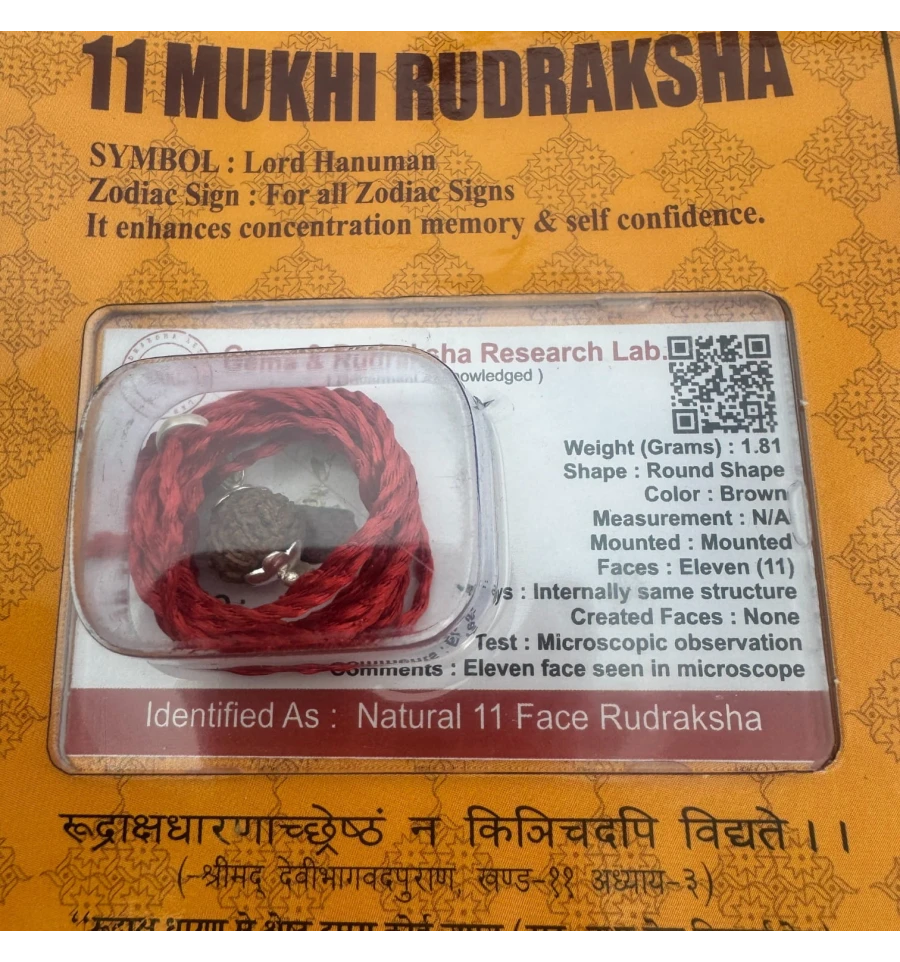 11 MUKHI RUDRAKSHA
SYMBOL : Lord Hanuman
Zodiac Sign : For all Zodiac Signs
It enhances concentration memory & self confidence.
Gems & Rudraksha Research Lab.
Weight (Grams) : 1.81
Shape : Round Shape
Color : Brown
Measurement : N/A
Mounted : Mounted
Faces : Eleven (11)
: Internally same structure
Created Faces : None
Test : Microscopic observation
Comments : Eleven face seen in microscope
Identified As : Natural 11 Face Rudraksha
रूद्राक्षधारणाच्छ्रेष्ठं न किञिचदपि विद्यते।।
(-श्रीमद् देवीभागवदपुराण, खण्ड-११ अध्याय-३)